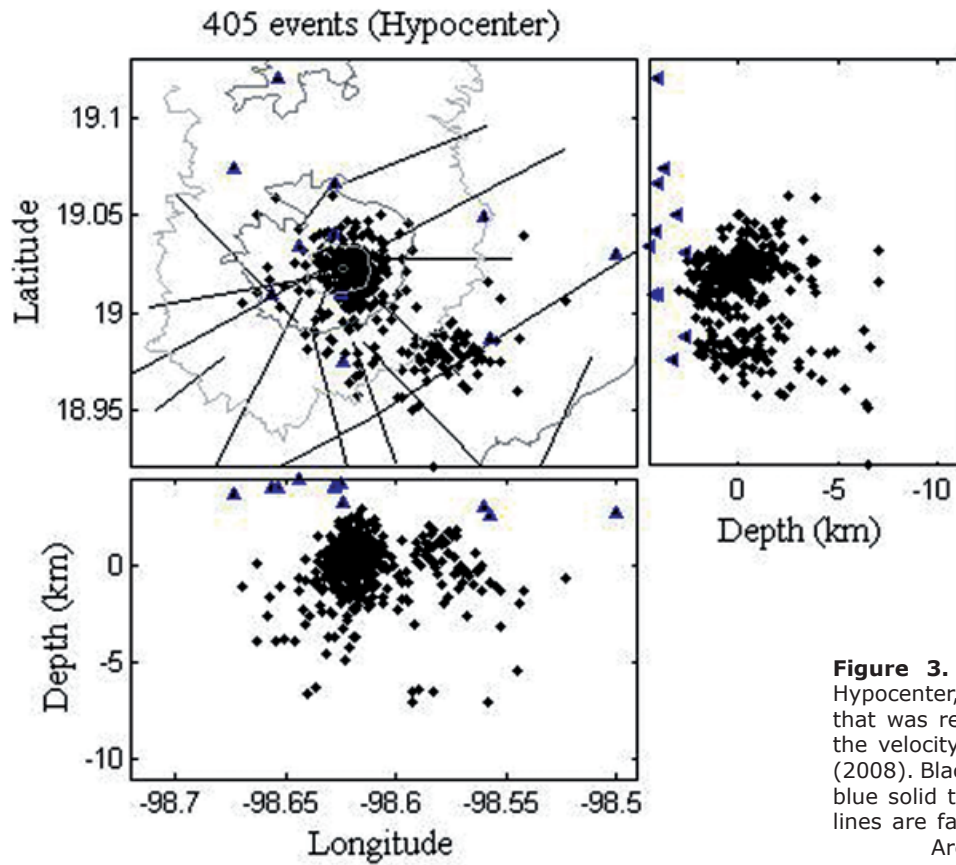 405 events (Hypocenter)
19.1
19.05
19
18.95
Latitude
0
-5
-10
Depth (km)
0
-5
-10
Depth (km)
-98.7
-98.65
-98.6
-98.55
-98.5
Longitude
Figure 3.
Hypocenter,
that was re
the velocity
(2008). Blac
blue solid t
lines are fa
Are